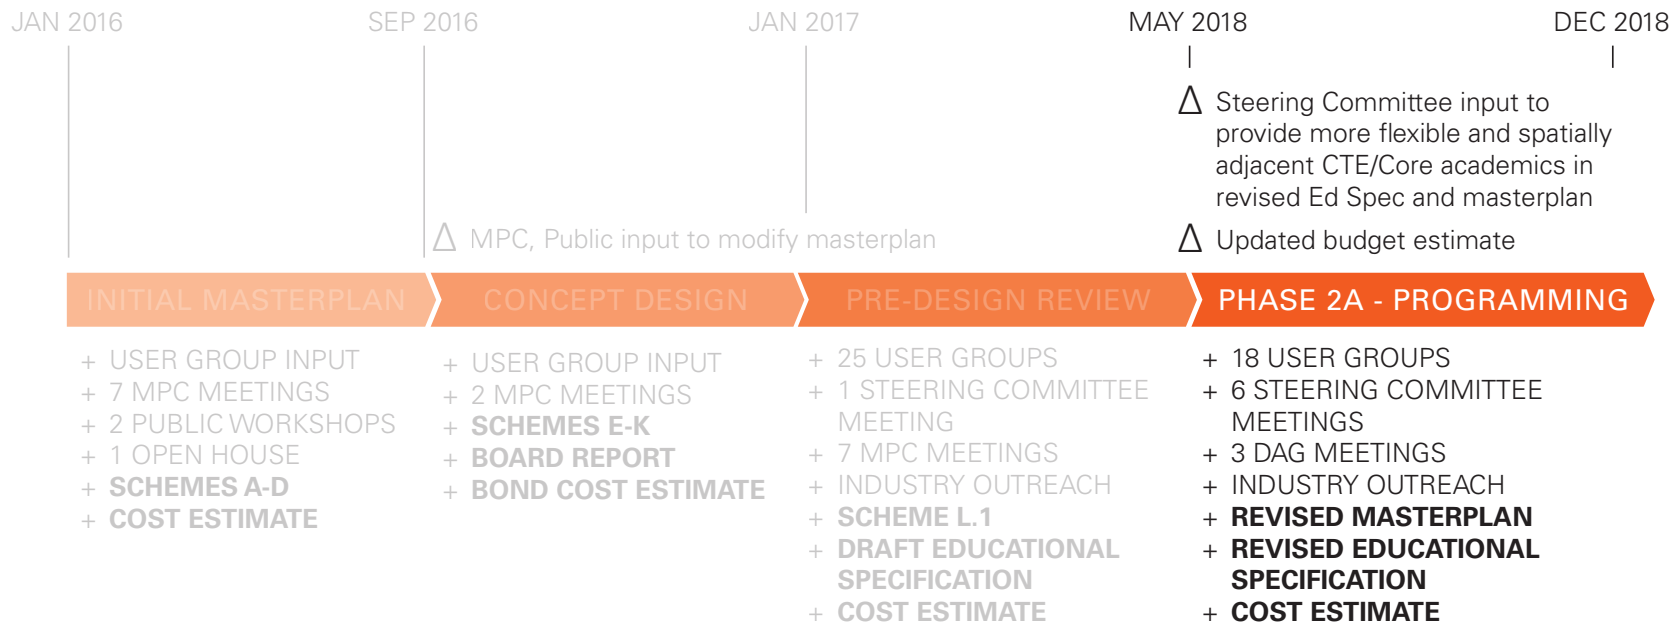 JAN 2016
SEP 2016
JAN 2017
MAY 2018
DEC 2018
Δ Steering Committee input to
provide more flexible and spatially
adjacent CTE/Core academics in
revised Ed Spec and masterplan
Δ MPC, Public input to modify masterplan
Δ Updated budget estimate
INITIAL MASTERPLAN
CONCEPT DESIGN
PRE-DESIGN REVIEW
PHASE 2A - PROGRAMMING
+ USER GROUP INPUT
+ 7 MPC MEETINGS
+ 2 PUBLIC WORKSHOPS
+ 1 OPEN HOUSE
+ SCHEMES A-D
+ COST ESTIMATE
+ USER GROUP INPUT
+ 2 MPC MEETINGS
+ SCHEMES E-K
+ BOARD REPORT
+ BOND COST ESTIMATE
+ 25 USER GROUPS
+ 1 STEERING COMMITTEE
MEETING
+ 7 MPC MEETINGS
+ INDUSTRY OUTREACH
+ SCHEME L.1
+ DRAFT EDUCATIONAL
SPECIFICATION
+ COST ESTIMATE
+ 18 USER GROUPS
+ 6 STEERING COMMITTEE
MEETINGS
+ 3 DAG MEETINGS
+ INDUSTRY OUTREACH
+ REVISED MASTERPLAN
+ REVISED EDUCATIONAL
SPECIFICATION
+ COST ESTIMATE